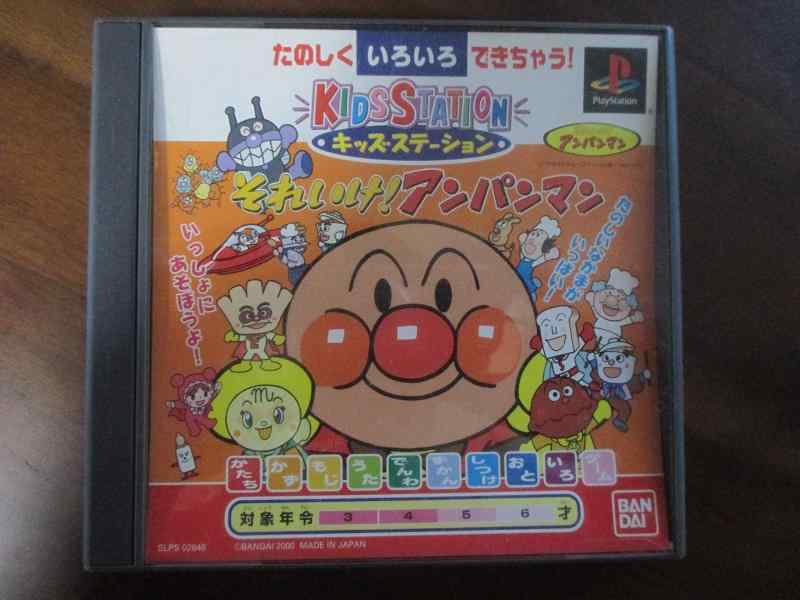 たのしく いろいろ できちゃう!
PlayStation
KIDS STATION
キッズ・ステーション
アンパンマン
それいけ!アンパンマン
いっしょに
あそぼうよ!
たのしいなかまが
いっぱい!
m
かたち かず もじ うた でんわ ずかん しつけ おと いろ ゲーム
対象年令 3 4 5 6 才
BAN
DAI
©BANDAI 2000 MADE IN JAPAN